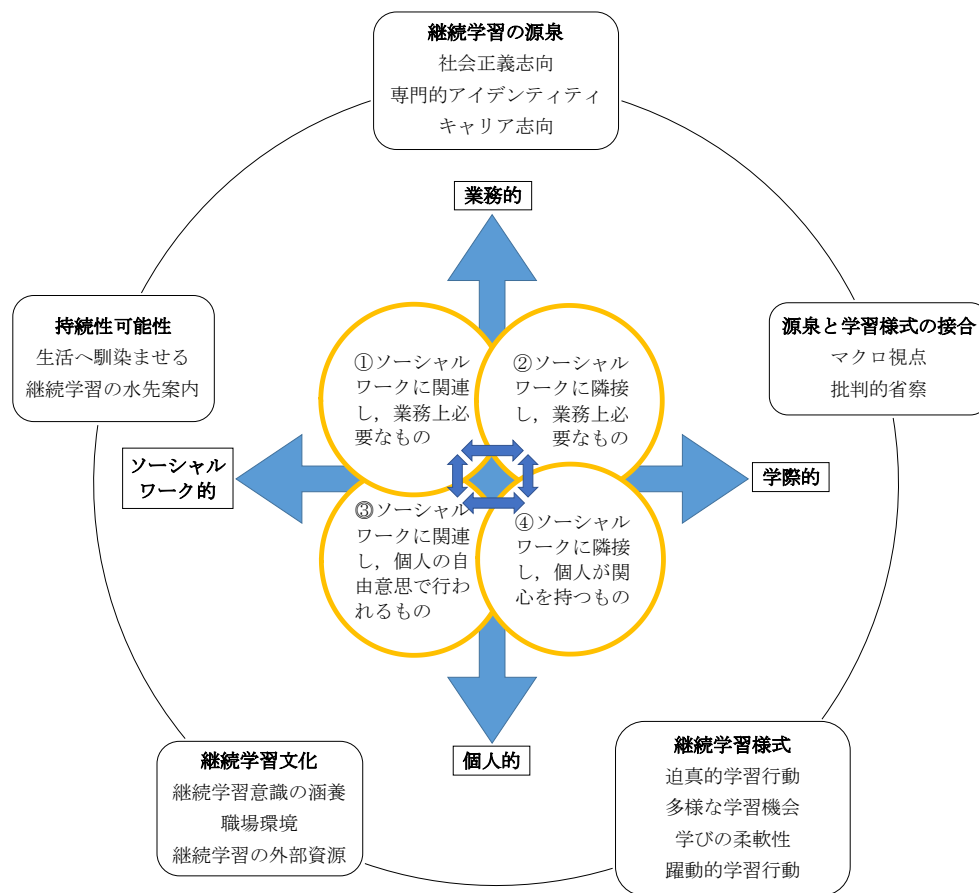 継続学習の源泉
社会正義志向
専門的アイデンティティ
キャリア志向
業務的
持続性可能性
生活へ馴染ませる
継続学習の水先案内
源泉と学習様式の接合
マクロ視点
批判的省察
①ソーシャル
ワークに関連
し，業務上必
要なもの
②ソーシャル
ワークに隣接
し，業務上必
要なもの
ソーシャル
ワーク的
学際的
③ソーシャル
ワークに関連
し，個人の自
由意思で行わ
れるもの
④ソーシャル
ワークに隣接
し，個人が関
心を持つもの
個人的
継続学習文化
継続学習意識の涵養
職場環境
継続学習の外部資源
継続学習様式
迫真的学習行動
多様な学習機会
学びの柔軟性
躍動的学習行動